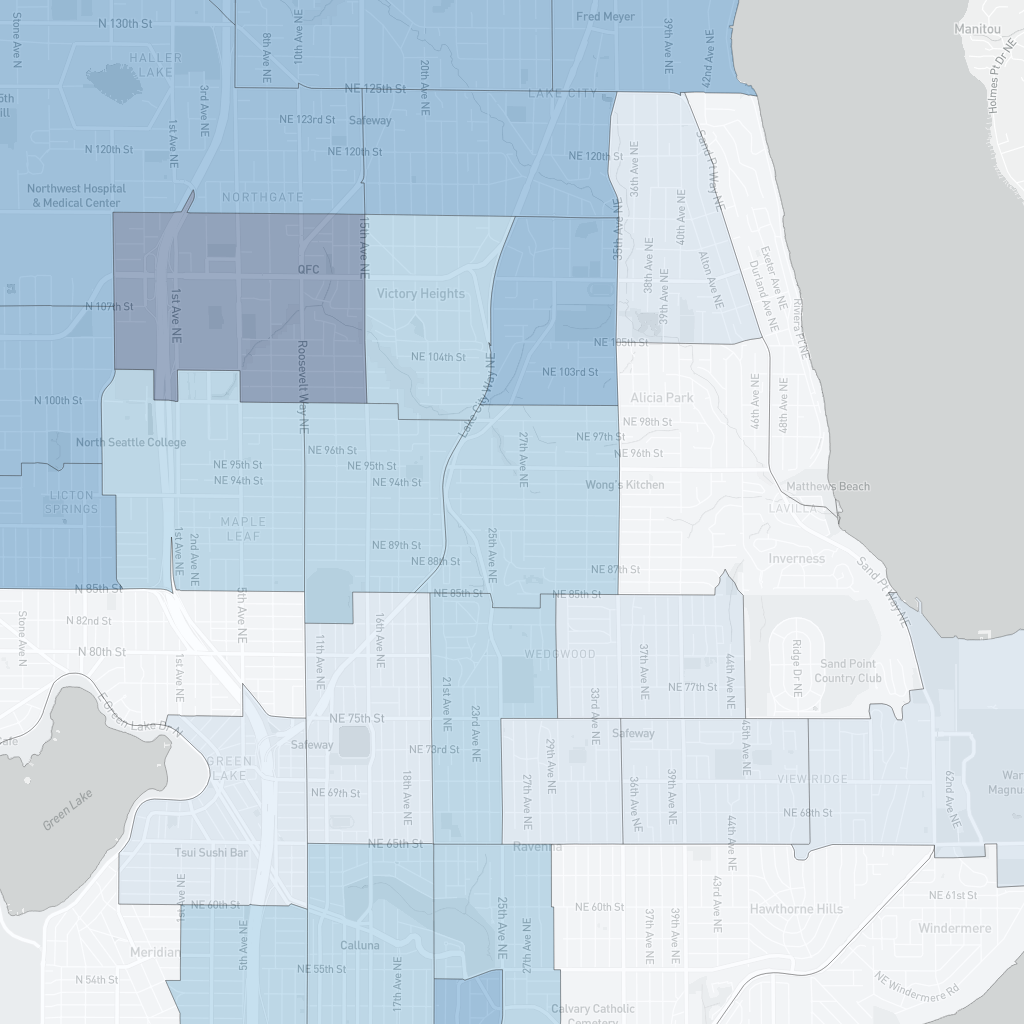 Fred Meyer
Manitou
N 130th St
Stone Ave N
8th Ave NE
10th Ave NE
39th Ave NE
42nd Ave NE
Holmes Pt Dr NE
HALLER
LAKE
20th Ave NE
NE 125th St
LAKE CITY
3rd Ave NE
NE 123rd St
Safeway
1st Ave NE
N 120th St
NE 120th St
NE 120th St
36th Ave NE
Sand Pt Way NE
Northwest Hospital
& Medical Center
NORTHGATE
40th Ave NE
35th Ave NE
15th Ave NE
QFC
38th Ave NE
Alton Ave NE
Exeter Ave NE
Durland Ave NE
Victory Heights
39th Ave NE
Riviera Pl NE
N 107th St
1st Ave NE
NE 105th St
NE 104th St
Roosevelt Way NE
Lake City Way NE
NE 103rd St
N 100th St
Alicia Park
46th Ave NE
48th Ave NE
NE 98th St
North Seattle College
NE 97th St
NE 96th St
NE 96th St
NE 95th St
NE 95th St
27th Ave NE
NE 94th St
NE 94th St
Wong's Kitchen
Matthews Beach
LICTON
SPRINGS
LAVILLA
MAPLE
LEAF
1st Ave NE
2nd Ave NE
NE 89th St
25th Ave NE
NE 88th St
Inverness
NE 87th St
Sand Pt Way NE
N 85th St
5th Ave NE
NE 85th St
NE 85th St
Stone Ave N
N 82nd St
16th Ave NE
N 80th St
11th Ave NE
WEDGWOOD
37th Ave NE
44th Ave NE
Ridge Dr NE
Sand Point
Country Club
1st Ave NE
NE 77th St
21st Ave NE
23rd Ave NE
33rd Ave NE
E Green Lake Dr N
NE 75th St
Safeway
NE 73rd St
Safeway
45th Ave NE
GREEN
LAKE
29th Ave NE
27th Ave NE
VIEW RIDGE
18th Ave NE
36th Ave NE
39th Ave NE
62nd Ave NE
NE 69th St
NE 68th St
Green Lake
44th Ave NE
Tsui Sushi Bar
NE 65th St
Ravenna
1st Ave NE
NE 60th St
NE 61st St
NE 60th St
43rd Ave NE
Hawthorne Hills
25th Ave NE
27th Ave NE
37th Ave NE
39th Ave NE
Windermere
Meridian
5th Ave NE
Calluna
NE 55th St
N 54th St
17th Ave NE
NE Windermere Rd
Calvary Catholic
Cemetery